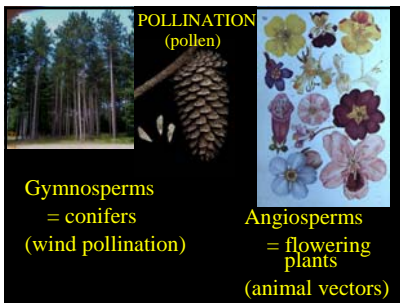 POLLINATION
(pollen)
Gymnosperms
= conifers
(wind pollination)
Angiosperms
= flowering
plants
(animal vectors)